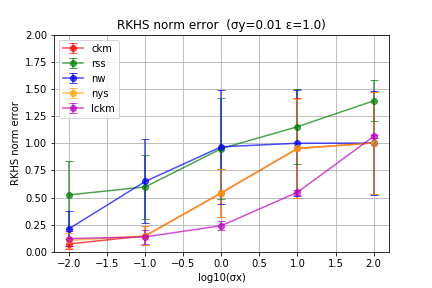 RKHS norm error  (σy=0.01 ε=1.0)
2.00
1.75
1.50
1.25
1.00
0.75
0.50
0.25
0.00
RKHS norm error
ckm
rss
nw
nys
lckm
−2.0
−1.5
−1.0
−0.5
0.0
0.5
1.0
1.5
2.0
log10(σx)